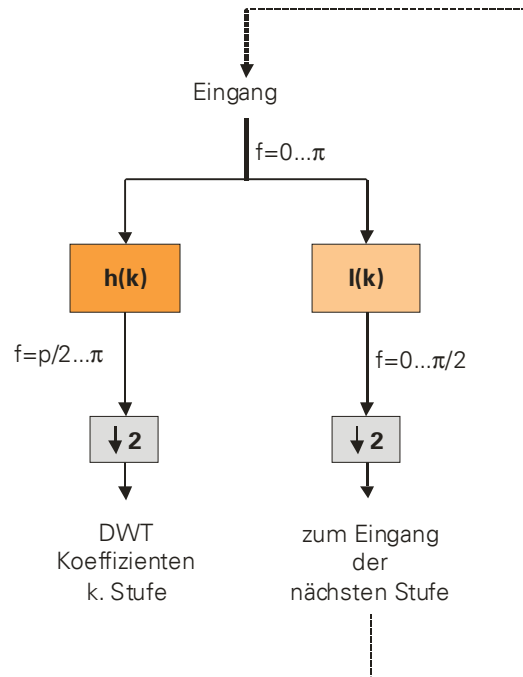 Eingang
f=0...π
h(k)
l(k)
f=p/2...π
f=0...π/2
↓ 2
↓ 2
DWT
Koeffizienten
k. Stufe
zum Eingang
der
nächsten Stufe